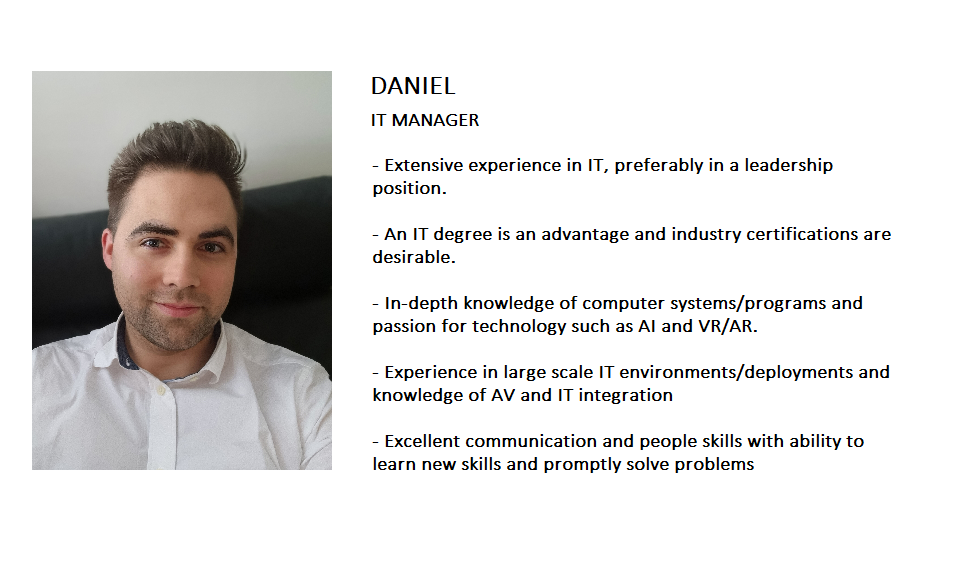 DANIEL
IT MANAGER
- Extensive experience in IT, preferably in a leadership
position.
- An IT degree is an advantage and industry certifications are
desirable.
- In-depth knowledge of computer systems/programs and
passion for technology such as AI and VR/AR.
- Experience in large scale IT environments/deployments and
knowledge of AV and IT integration
- Excellent communication and people skills with ability to
learn new skills and promptly solve problems